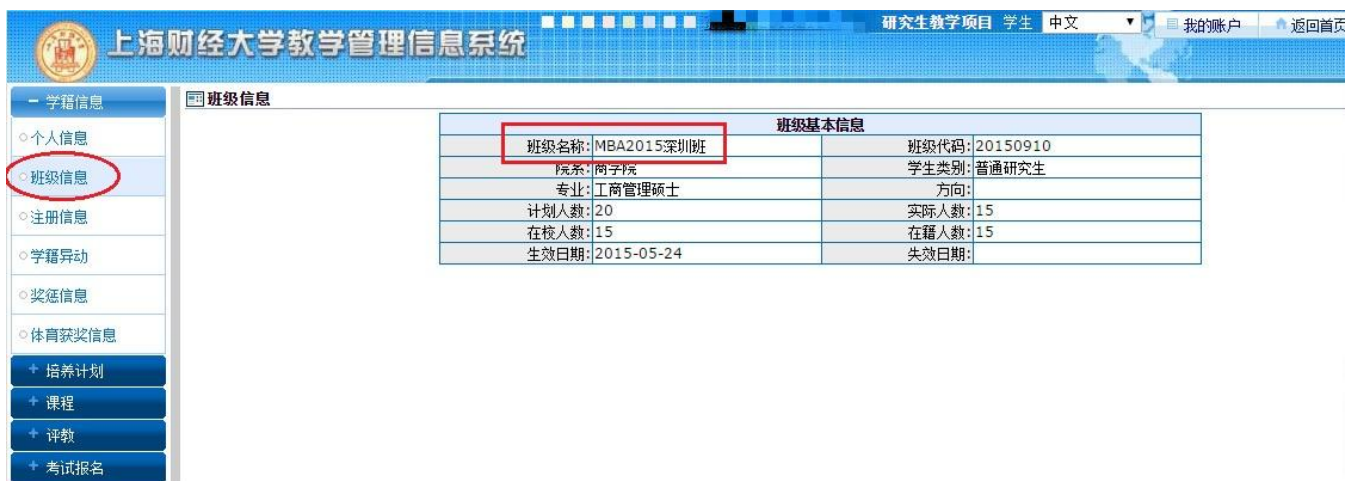 上海财经大学教学管理信息系统
研究生教学项目 学生 中文 我的账户 返回首页
- 学籍信息
个人信息
班级信息
注册信息
学籍异动
奖惩信息
体育获奖信息
+ 培养计划
+ 课程
+ 评教
+ 考试报名
班级信息
班级基本信息
班级名称: MBA2015深圳班 班级代码: 20150910
院系: 商学院 学生类别: 普通研究生
专业: 工商管理硕士 方向:
计划人数: 20 实际人数: 15
在校人数: 15 在籍人数: 15
生效日期: 2015-05-24 失效日期: